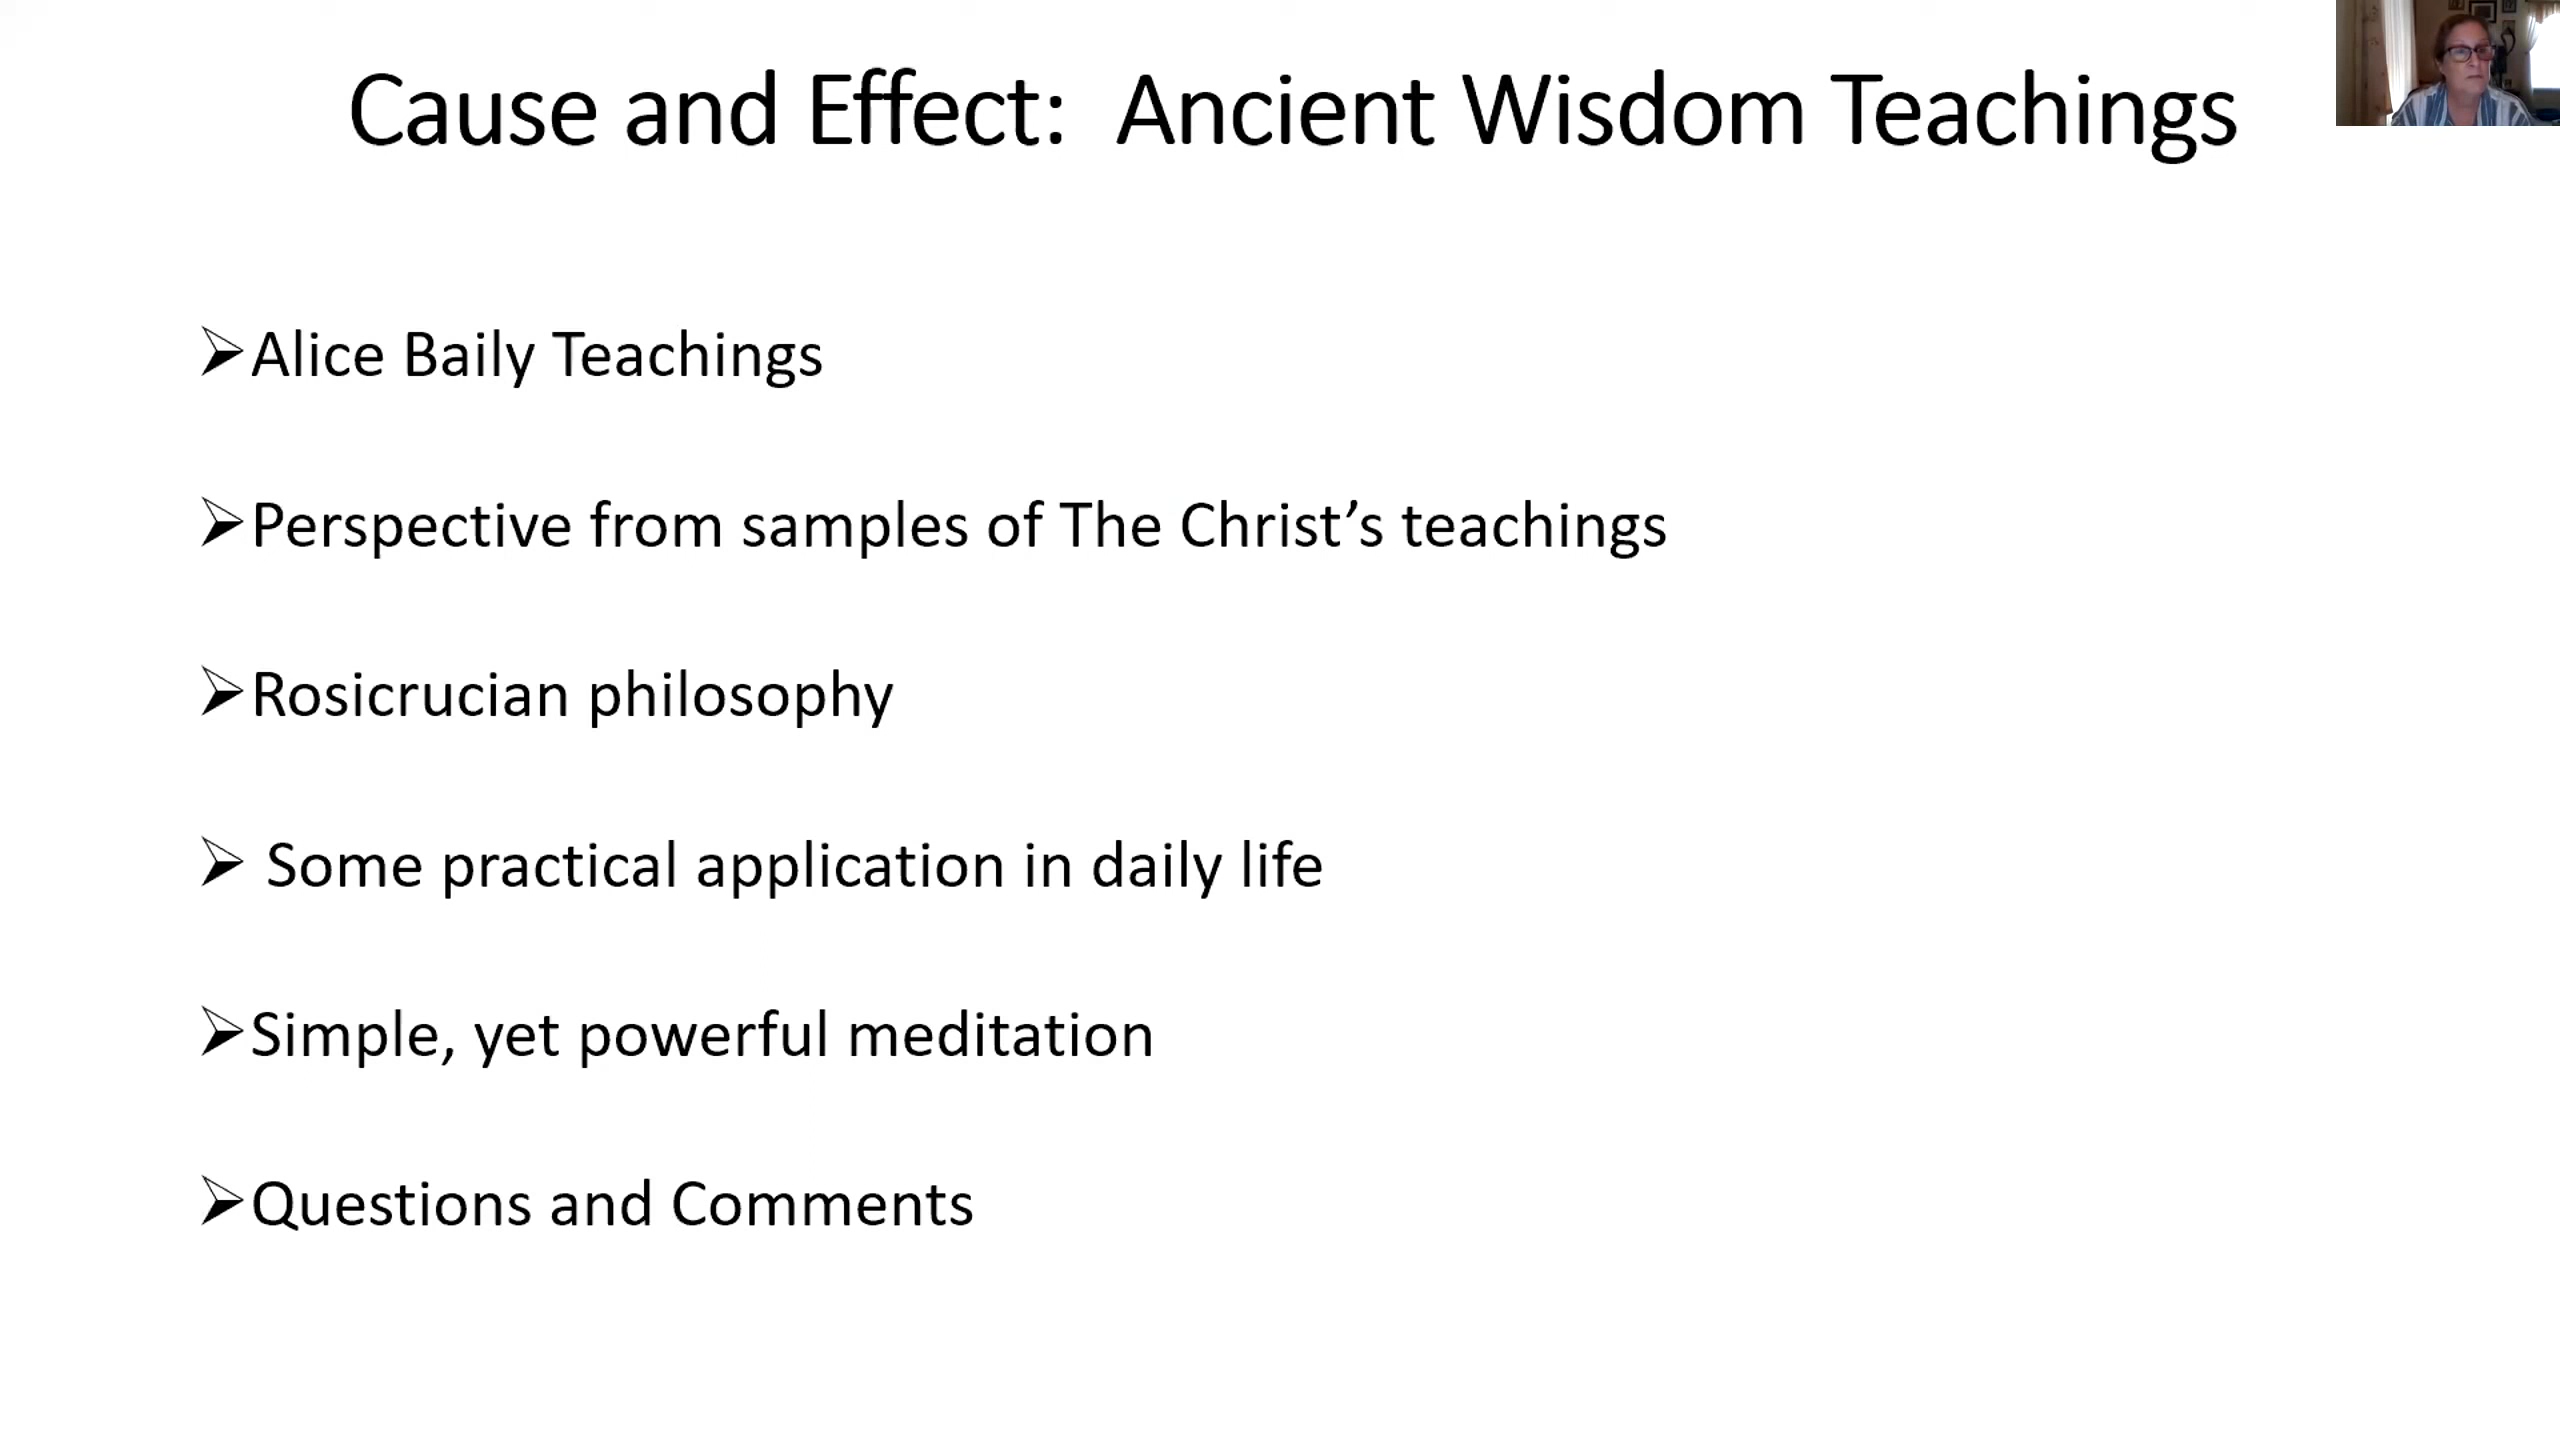 Cause and Effect:  Ancient Wisdom Teachings
Alice Baily Teachings
Perspective from samples of The Christ’s teachings
Rosicrucian philosophy
Some practical application in daily life
Simple, yet powerful meditation
Questions and Comments